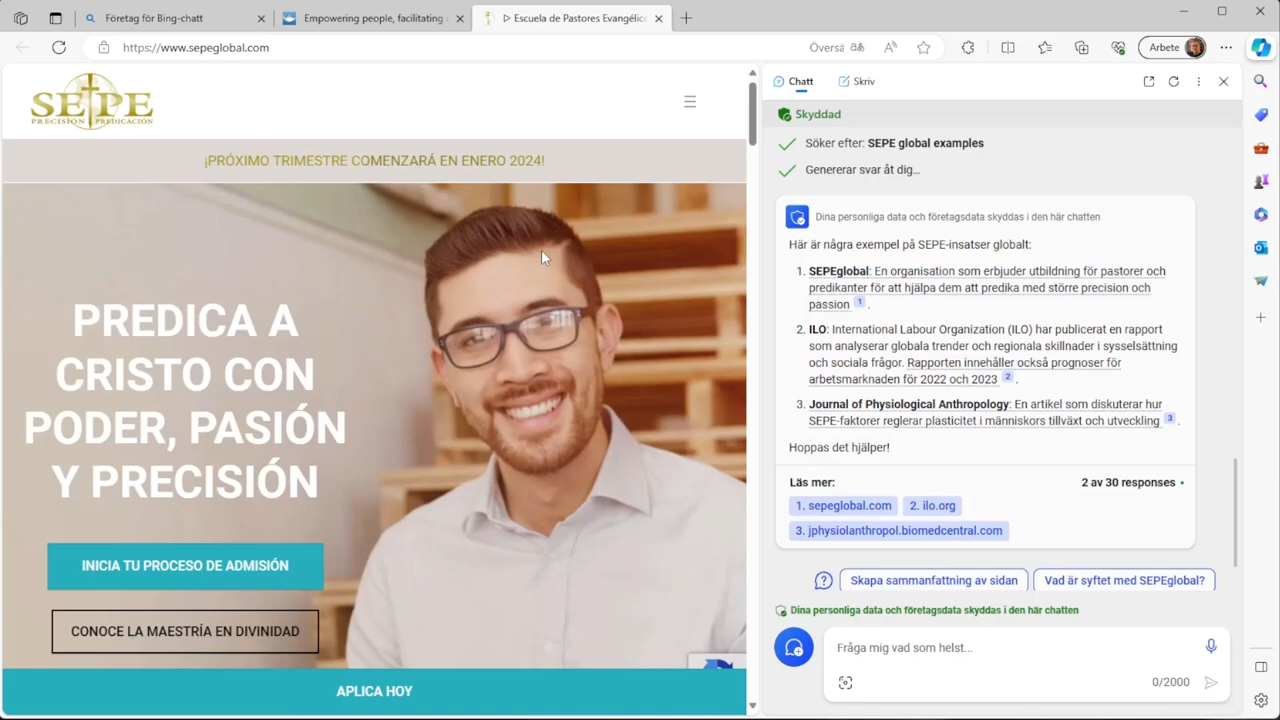 Företag för Bing-chatt
Empowering people, facilitating
▷ Escuela de Pastores Evangélic
https://www.sepeglobal.com
Översä
Arbete
SEPE
PRECISIÓN PREDICACIÓN
¡PRÓXIMO TRIMESTRE COMENZARÁ EN ENERO 2024!
PREDICA A
CRISTO CON
PODER, PASIÓN
Y PRECISIÓN
INICIA TU PROCESO DE ADMISIÓN
CONOCE LA MAESTRÍA EN DIVINIDAD
APLICA HOY
Chatt
Skriv
Skyddad
Söker efter: SEPE global examples
Genererar svar åt dig...
Dina personliga data och företagsdata skyddas i den här chatten
Här är några exempel på SEPE-insatser globalt:
1. SEPEglobal: En organisation som erbjuder utbildning för pastorer och
predikanter för att hjälpa dem att predika med större precision och
passion 1 .
2. ILO: International Labour Organization (ILO) har publicerat en rapport
som analyserar globala trender och regionala skillnader i sysselsättning
och sociala frågor. Rapporten innehåller också prognoser för
arbetsmarknaden för 2022 och 2023 2 .
3. Journal of Physiological Anthropology: En artikel som diskuterar hur
SEPE-faktorer reglerar plasticitet i människors tillväxt och utveckling 3 .
Hoppas det hjälper!
Läs mer:
2 av 30 responses
1. sepeglobal.com
2. ilo.org
3. jphysiolanthropol.biomedcentral.com
Skapa sammanfattning av sidan
Vad är syftet med SEPEglobal?
Dina personliga data och företagsdata skyddas i den här chatten
Fråga mig vad som helst...
0/2000